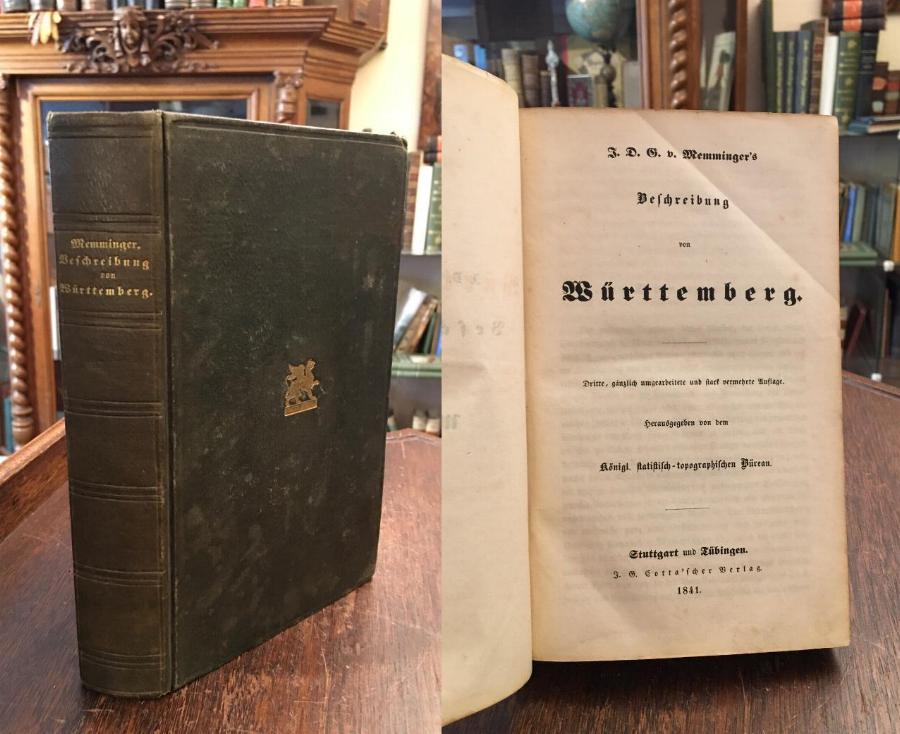 Memminger.
Beschreibung
von
Württemberg.
J. D. G. v. Memminger's
Beschreibung
von
Württemberg.
Dritte, gänzlich umgearbeitete und stark vermehrte Auflage.
Herausgegeben von dem
Königl. statistisch-topographischen Büreau.
Stuttgart und Tübingen.
J. G. Cotta'scher Verlag.
1841.